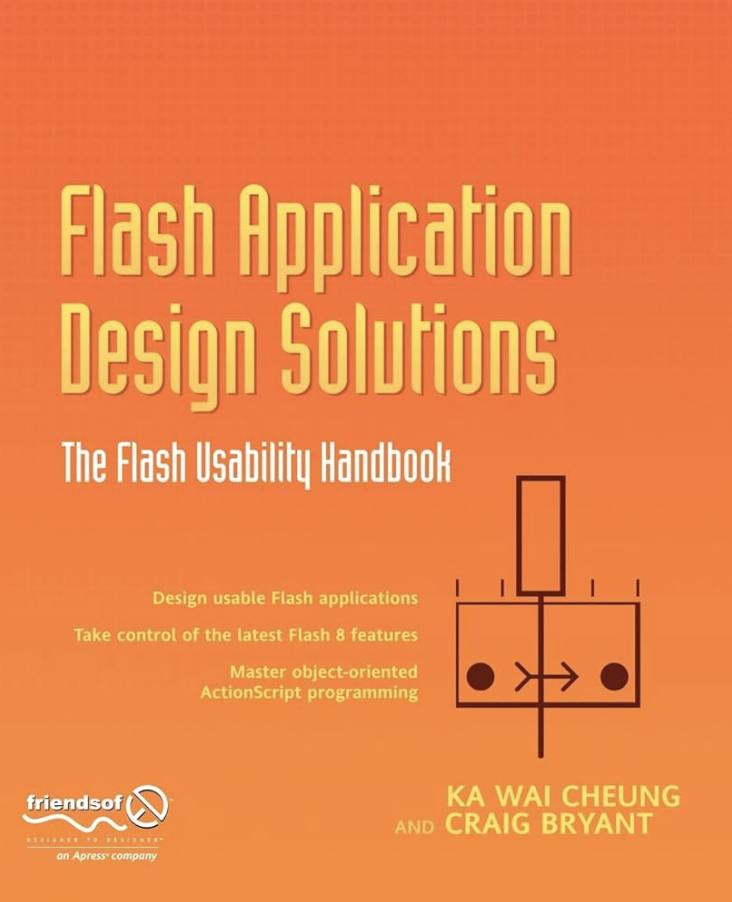 Flash Application
Design Solutions
The Flash Usability Handbook
Design usable Flash applications
Take control of the latest Flash 8 features
Master object-oriented
ActionScript programming
KA WAI CHEUNG
AND CRAIG BRYANT
friendsof
DESIGNER TO DESIGNER™
an Apress® company